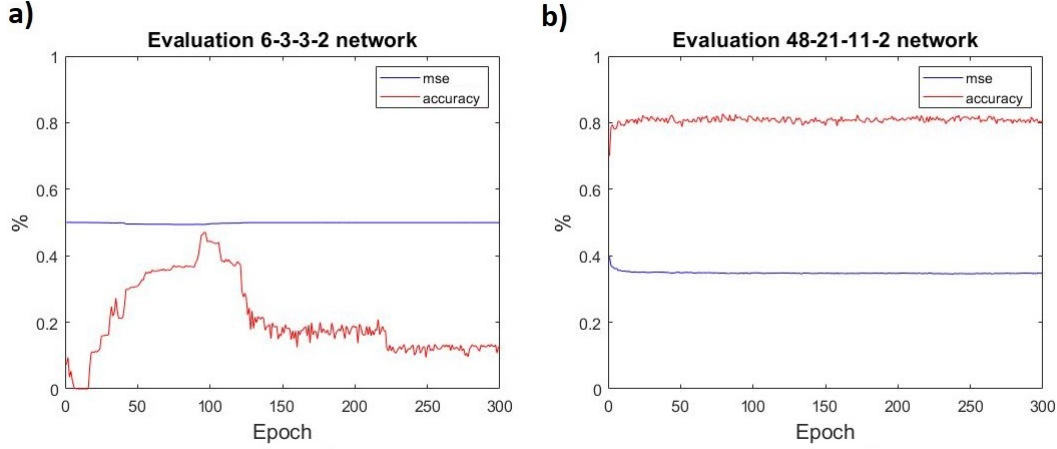 a)
Evaluation 6-3-3-2 network
mse
accuracy
1
0.8
0.6
0.4
0.2
0
%
0 50 100 150 200 250 300
Epoch
b)
Evaluation 48-21-11-2 network
mse
accuracy
1
0.8
0.6
0.4
0.2
0
%
0 50 100 150 200 250 300
Epoch